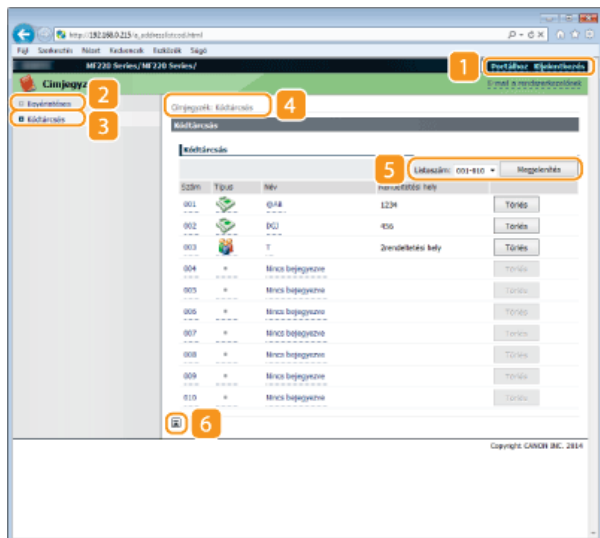 http://192.168.0.215/a_addresslistcod.html
Fájl Szerkesztés Nézet Kedvencek Eszközök Súgó
MF220 Series/MF220 Series/
1
Portálhoz Kijelentkezés
Címjegyz
E-mail a rendszerkezelőnek
Egyérintéses
2
Kódtárcsás
3
Címjegyzék: Kódtárcsás
4
Kódtárcsás
Kódtárcsás
5
Listaszám: 001-010 Megjelenítés
Szám Típus Név Rendeltetési hely
001 @AB 1234 Törlés
002 DGJ 456 Törlés
003 T 2rendeltetési hely Törlés
004 Nincs bejegyezve Törlés
005 Nincs bejegyezve Törlés
006 Nincs bejegyezve Törlés
007 Nincs bejegyezve Törlés
008 Nincs bejegyezve Törlés
009 Nincs bejegyezve Törlés
010 Nincs bejegyezve Törlés
6
Copyright CANON INC. 2014